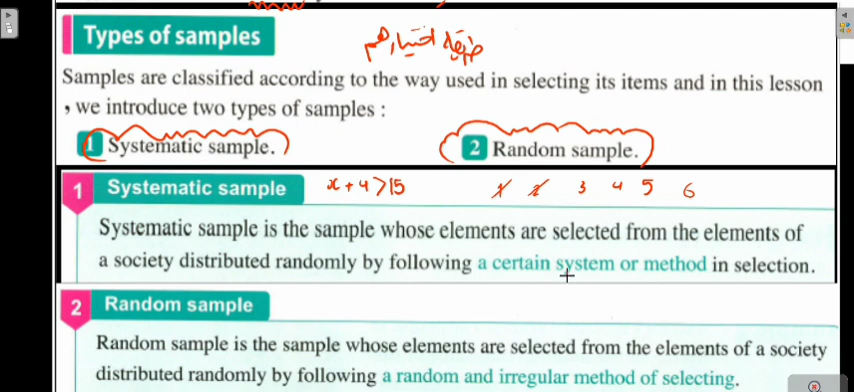 Types of samples
طريقة اختيارهم
Samples are classified according to the way used in selecting its items and in this lesson
, we introduce two types of samples :
1 Systematic sample.
2 Random sample.
1 Systematic sample x + 4 > 15 1 2 3 4 5 6
Systematic sample is the sample whose elements are selected from the elements of
a society distributed randomly by following a certain system or method in selection.
2 Random sample
Random sample is the sample whose elements are selected from the elements of a society
distributed randomly by following a random and irregular method of selecting.